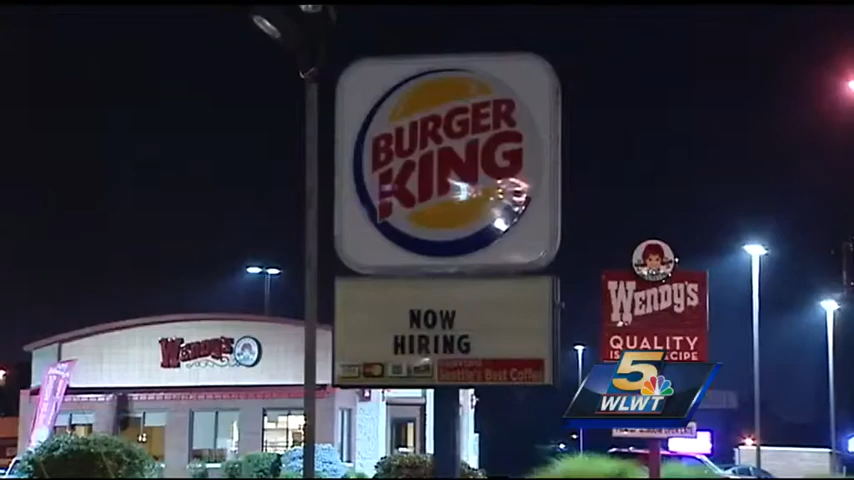 BURGER
KING
NOW
HIRING
Seattle's Best Coffee
WENDY'S
WENDY'S
QUALITY
IS RECIPE
5
WLWT